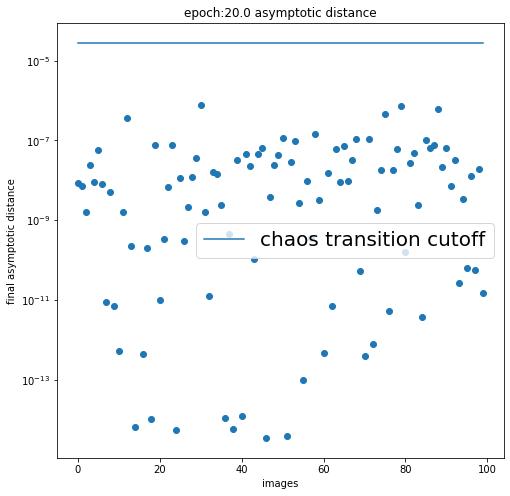 epoch:20.0 asymptotic distance
final asymptotic distance
10⁻⁵
10⁻⁷
10⁻⁹
10⁻¹¹
10⁻¹³
chaos transition cutoff
0 20 40 60 80 100
images